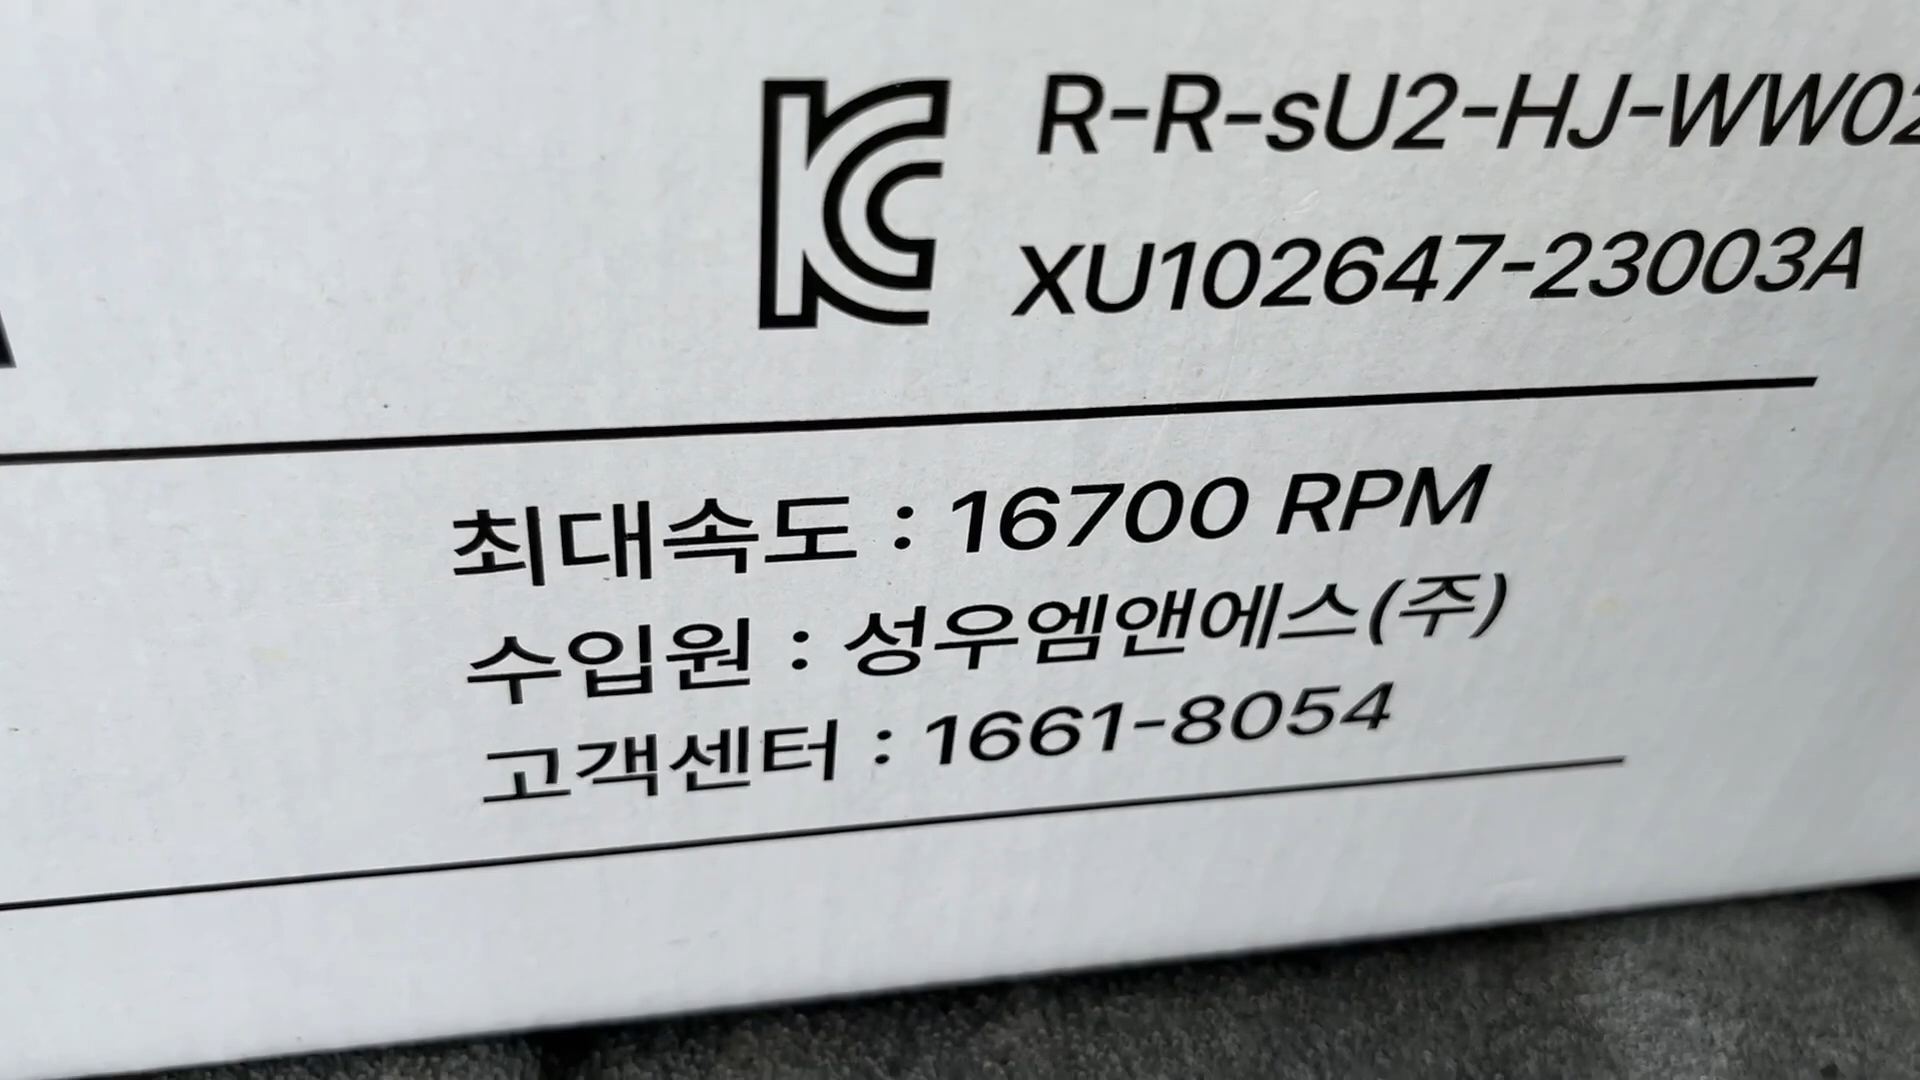 R-R-sU2-HJ-WW02
XU102647-23003A
최대속도 : 16700 RPM
수입원 : 성우엠앤에스(주)
고객센터 : 1661-8054